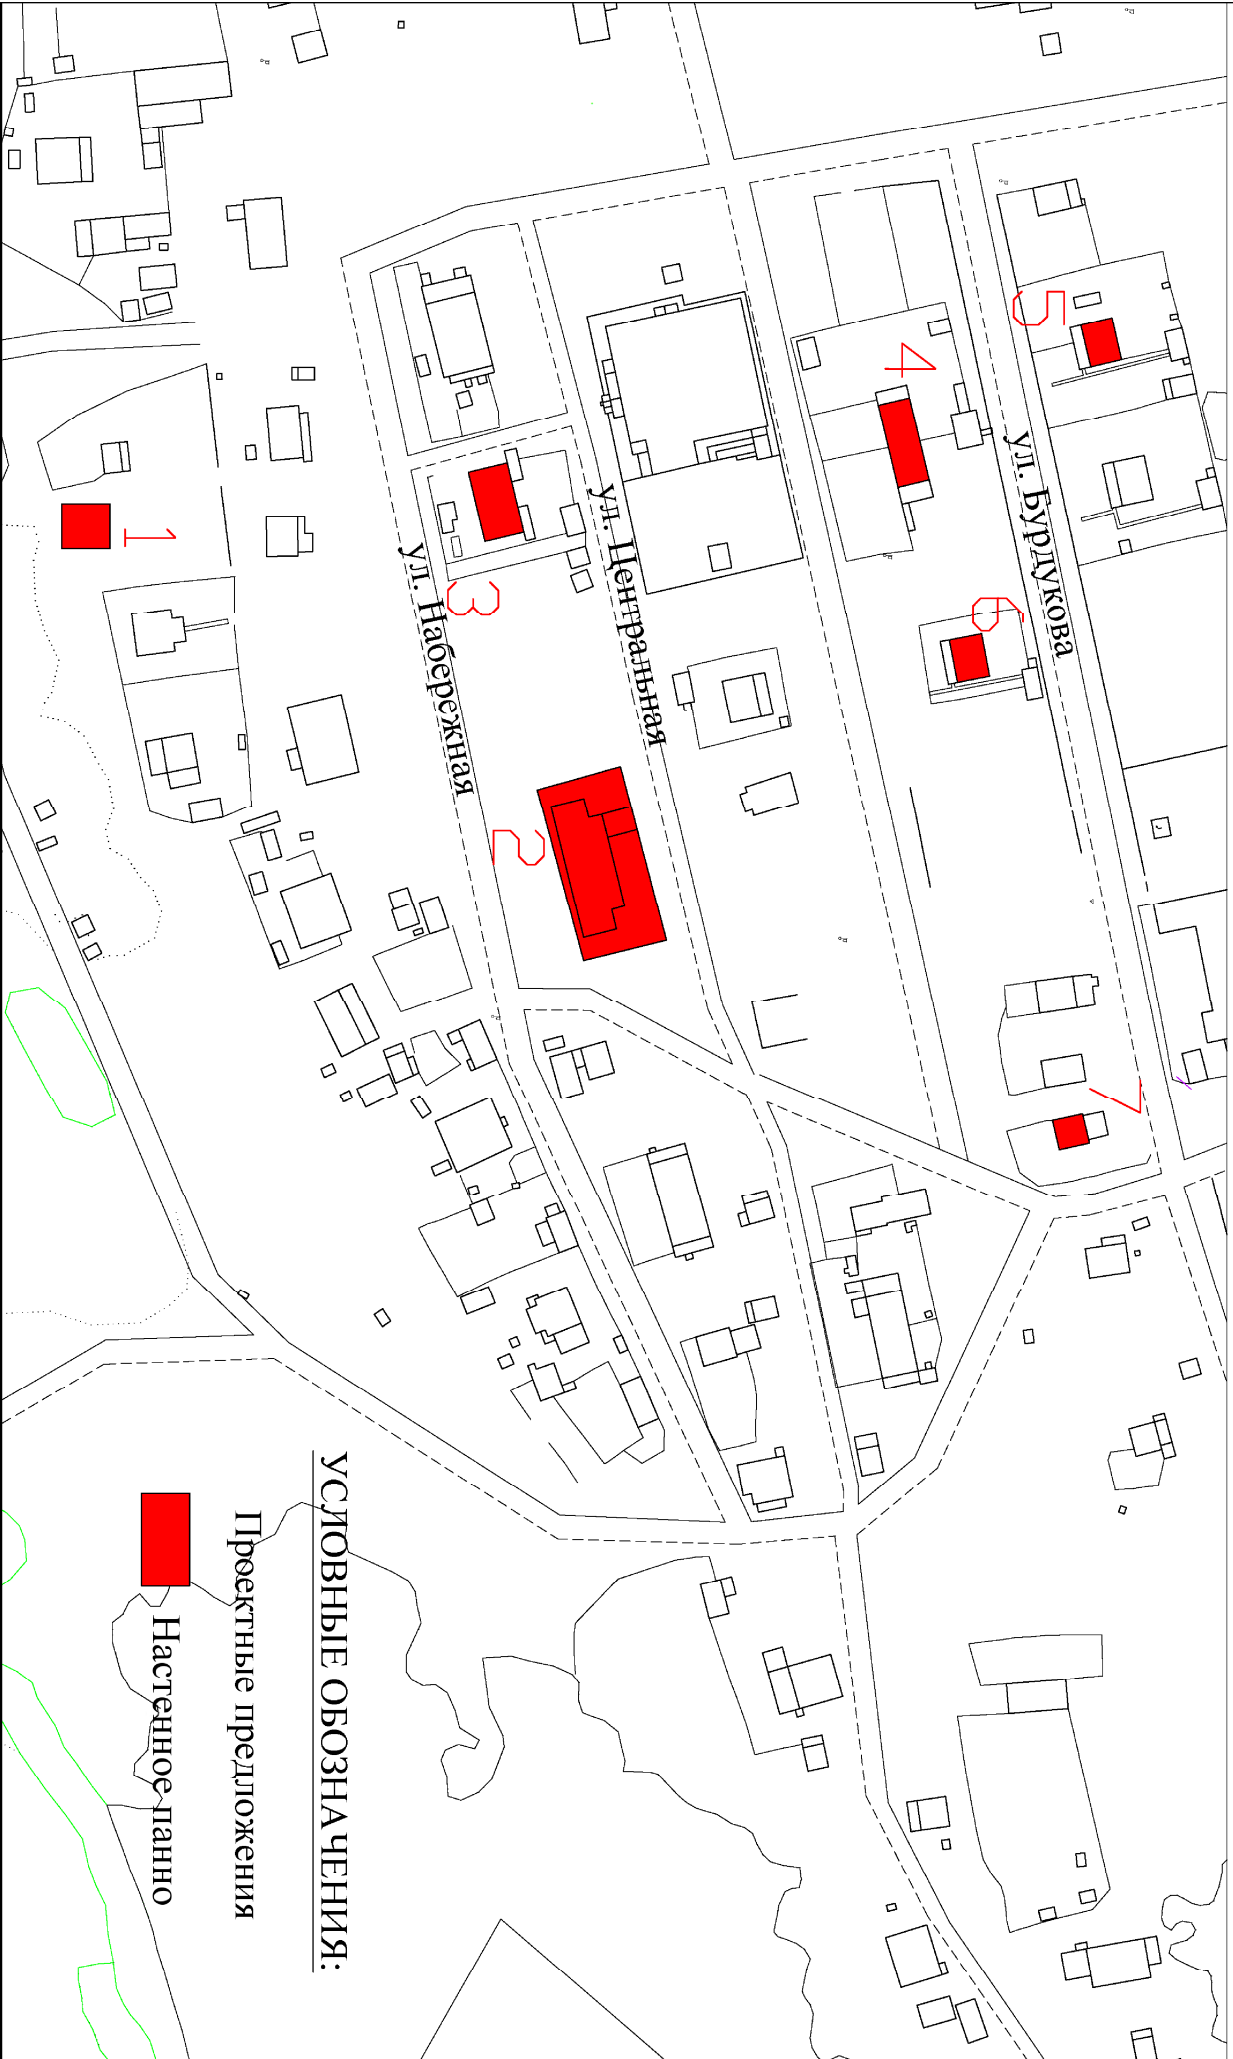 5
4
ул. Бурдукова
1
3
6
ул. Центральная
ул. Набережная
2
7
УСЛОВНЫЕ ОБОЗНАЧЕНИЯ:
Проектные предложения
Настенное панно